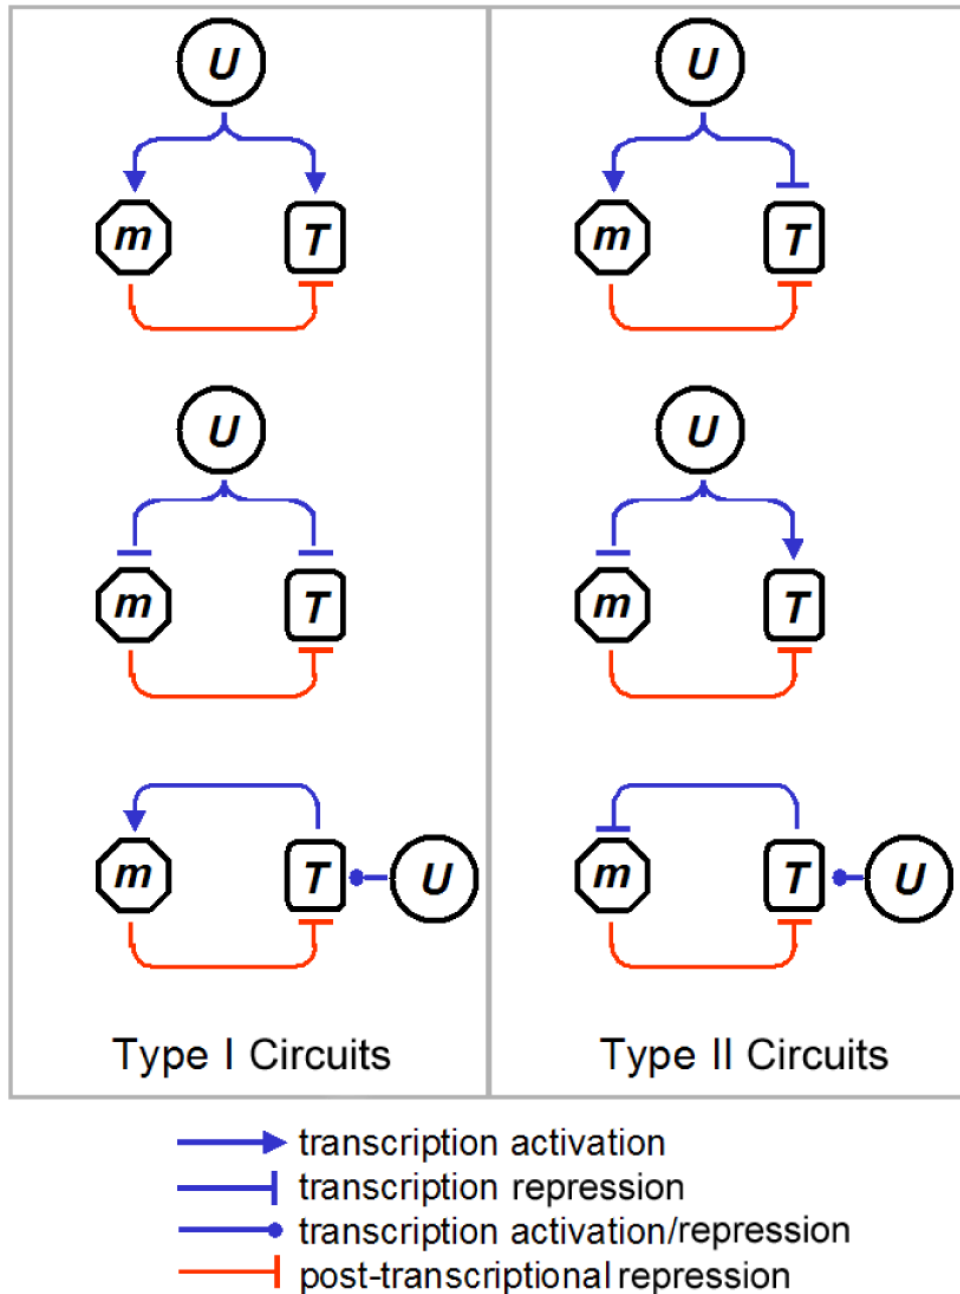 U U
m T m T
U U
m T m T
m T U m T U
Type I Circuits Type II Circuits
transcription activation
transcription repression
transcription activation/repression
post-transcriptional repression